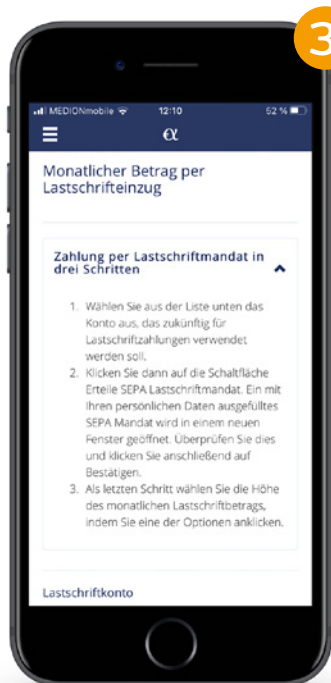 3
MEDIONmobile 12:10 52 %
α
Monatlicher Betrag per
Lastschrifteinzug
Zahlung per Lastschriftmandat in
drei Schritten
1. Wählen Sie aus der Liste unten das
Konto aus, das zukünftig für
Lastschriftzahlungen verwendet
werden soll.
2. Klicken Sie dann auf die Schaltfläche
Erteile SEPA Lastschriftmandat. Ein mit
Ihren persönlichen Daten ausgefülltes
SEPA Mandat wird in einem neuen
Fenster geöffnet. Überprüfen Sie dies
und klicken Sie anschließend auf
Bestätigen.
3. Als letzten Schritt wählen Sie die Höhe
des monatlichen Lastschriftbetrags,
indem Sie eine der Optionen anklicken.
Lastschriftkonto